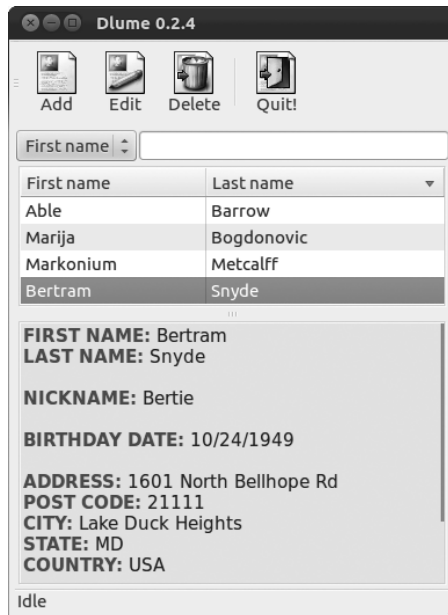 Dlume 0.2.4
Add Edit Delete Quit!
First name
First name Last name
Able Barrow
Marija Bogdonovic
Markonium Metcalff
Bertram Snyde
FIRST NAME: Bertram
LAST NAME: Snyde
NICKNAME: Bertie
BIRTHDAY DATE: 10/24/1949
ADDRESS: 1601 North Bellhope Rd
POST CODE: 21111
CITY: Lake Duck Heights
STATE: MD
COUNTRY: USA
Idle